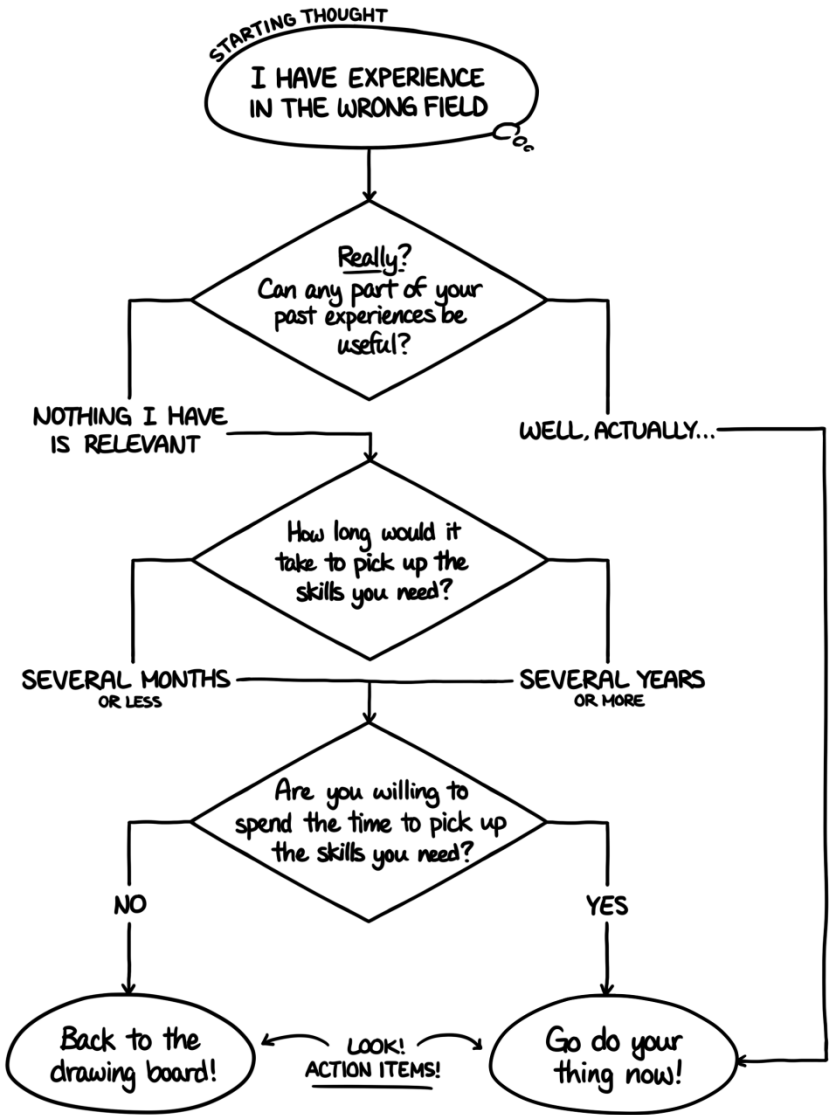 STARTING THOUGHT
I HAVE EXPERIENCE
IN THE WRONG FIELD
Really?
Can any part of your
past experiences be
useful?
NOTHING I HAVE
IS RELEVANT
WELL, ACTUALLY...
How long would it
take to pick up the
skills you need?
SEVERAL MONTHS
OR LESS
SEVERAL YEARS
OR MORE
Are you willing to
spend the time to pick up
the skills you need?
NO
YES
Back to the
drawing board!
LOOK!
ACTION ITEMS!
Go do your
thing now!